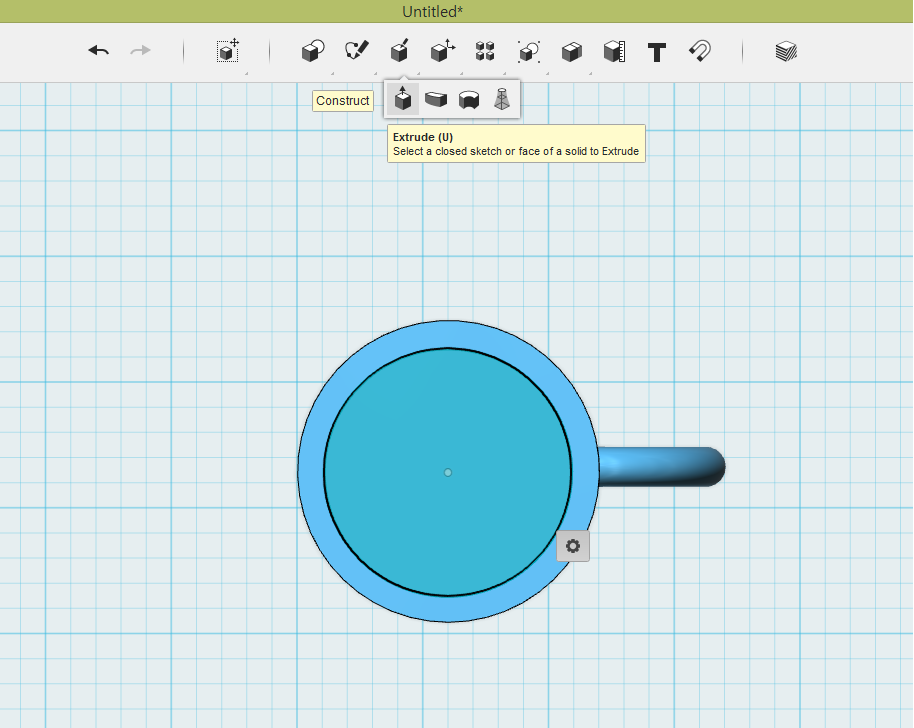 Untitled*
Construct
Extrude (U)
Select a closed sketch or face of a solid to Extrude